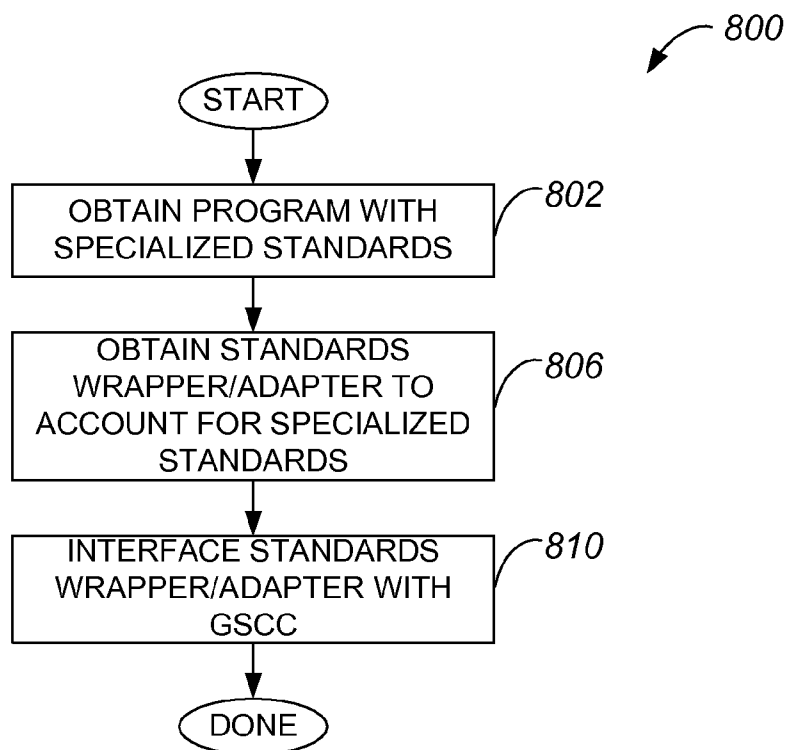 800
START
OBTAIN PROGRAM WITH
SPECIALIZED STANDARDS
802
OBTAIN STANDARDS
WRAPPER/ADAPTER TO
ACCOUNT FOR SPECIALIZED
STANDARDS
806
INTERFACE STANDARDS
WRAPPER/ADAPTER WITH
GSCC
810
DONE